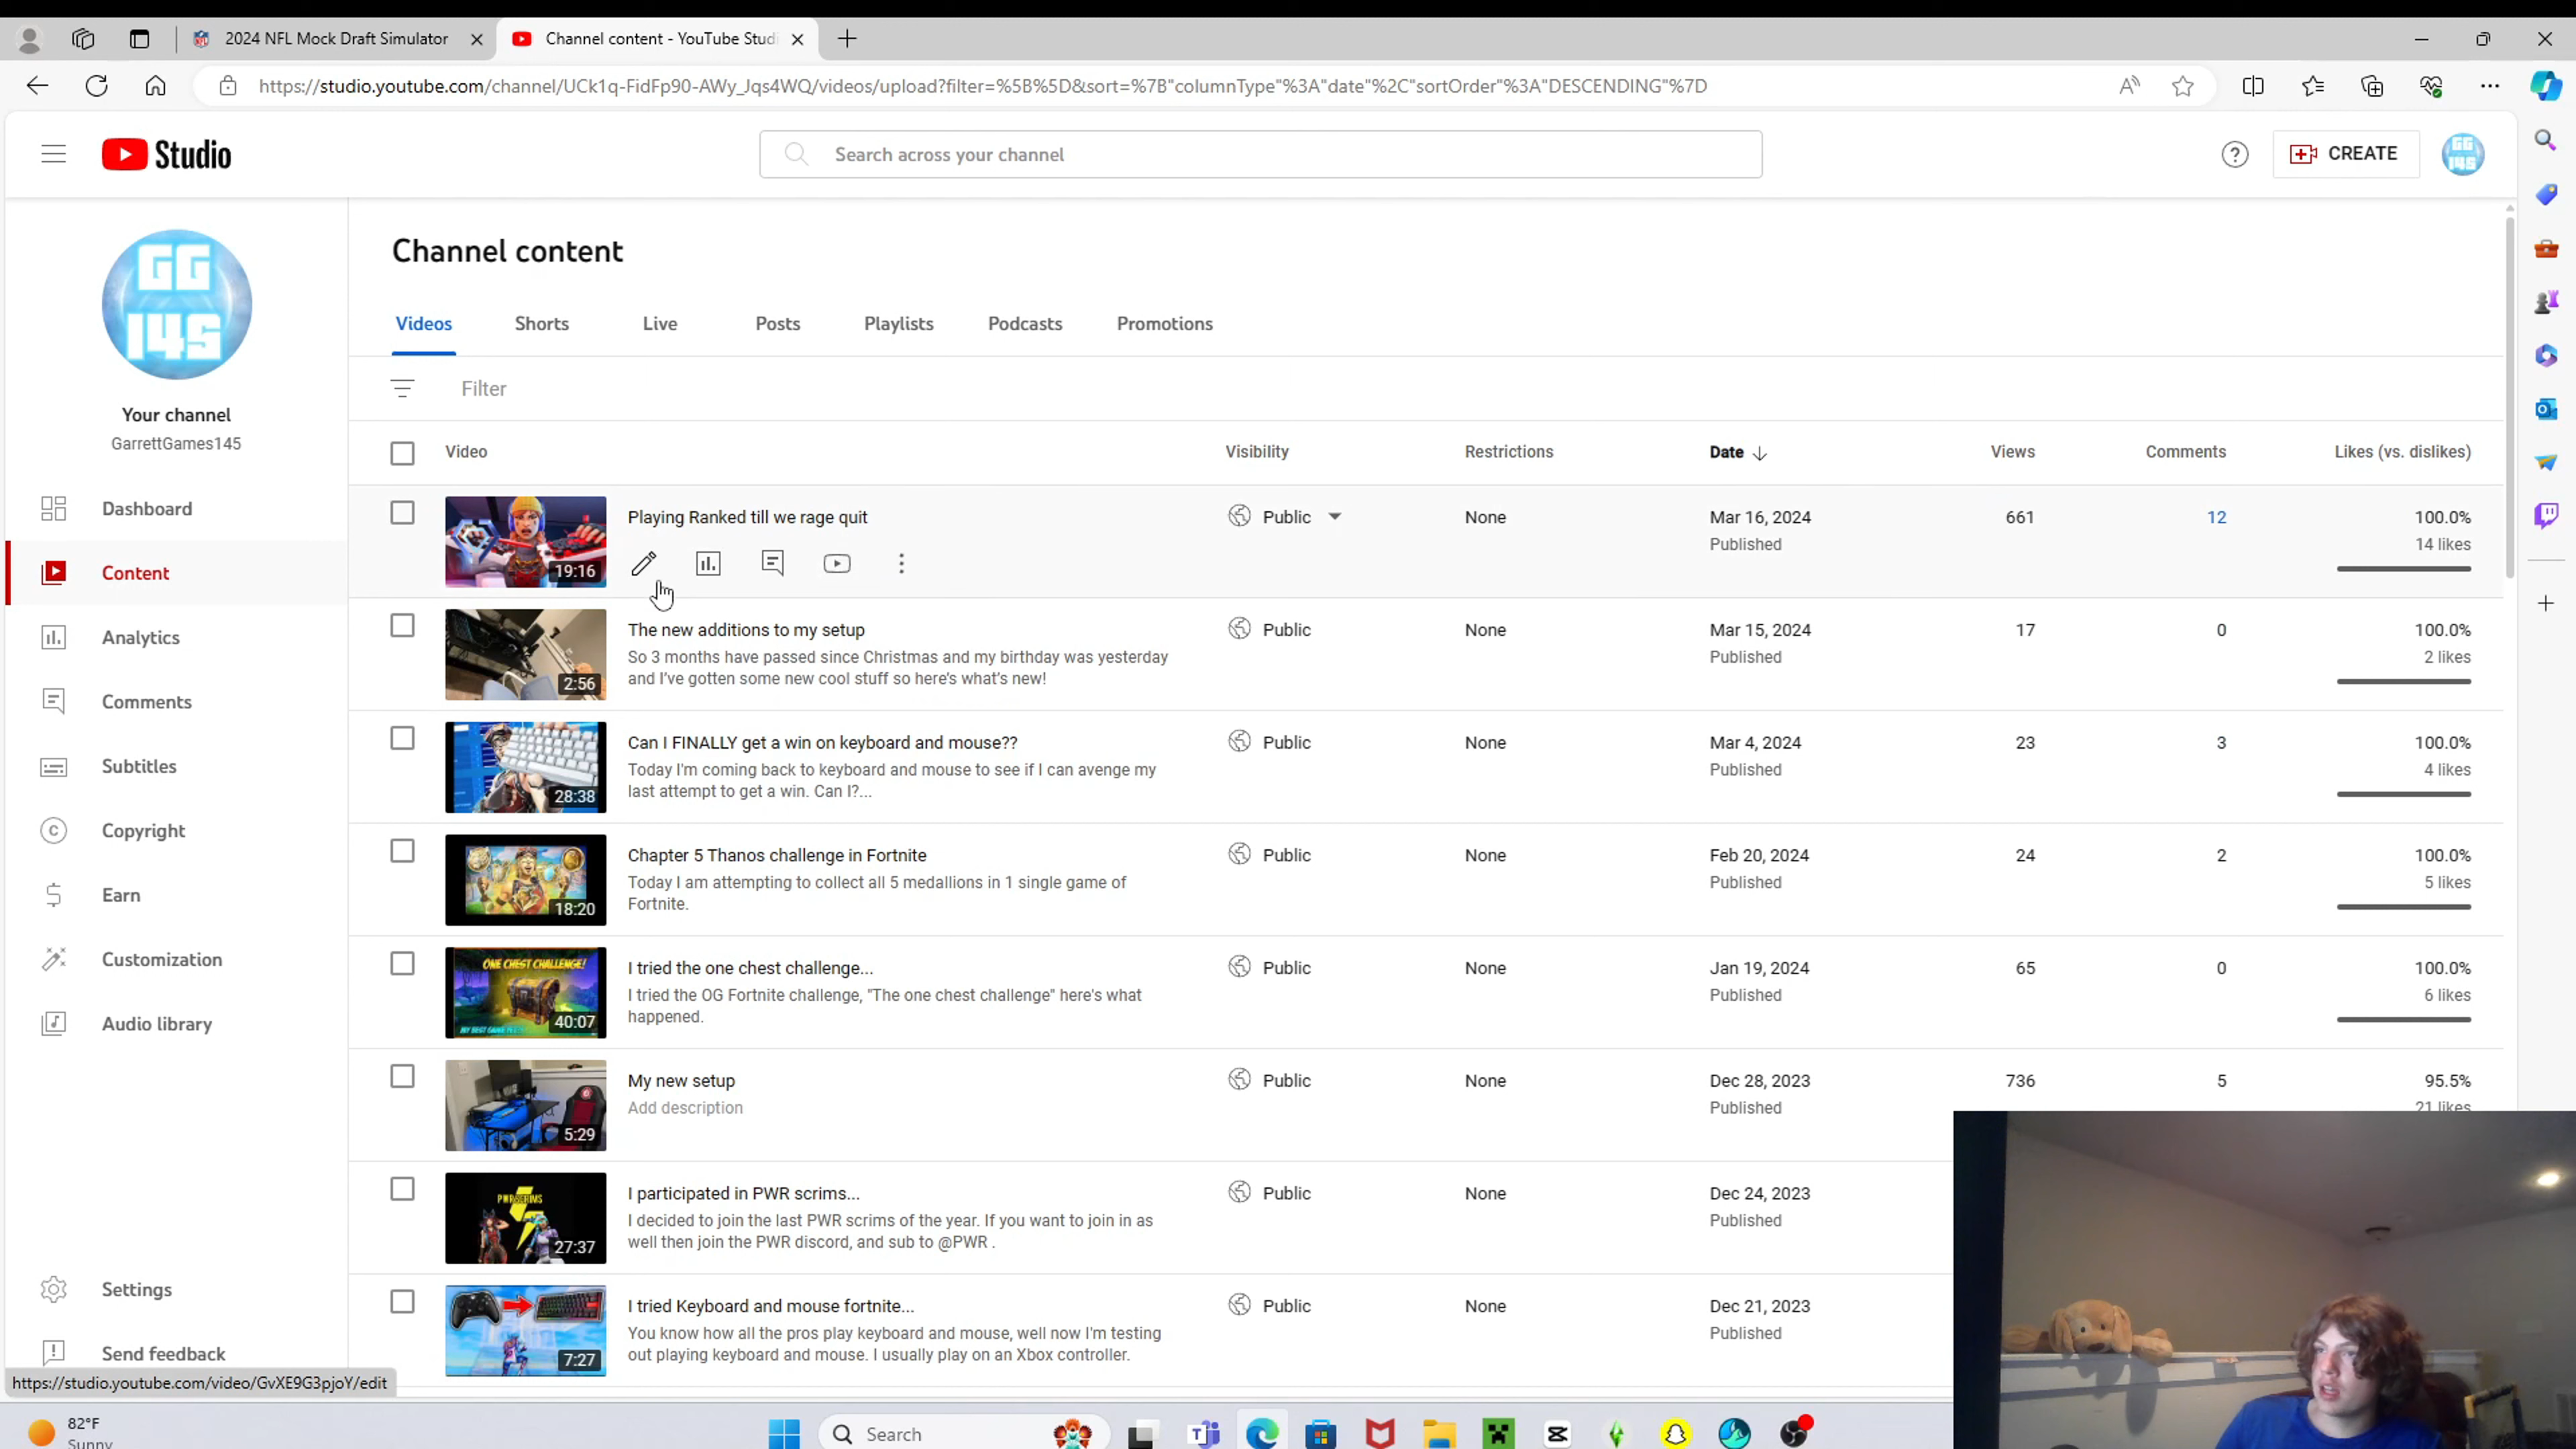 2024 NFL Mock Draft Simulator
Channel content - YouTube Studi
https://studio.youtube.com/channel/UCk1q-FidFp90-AWy_Jqs4WQ/videos/upload?filter=%5B%5D&sort=%7B"columnType"%3A"date"%2C"sortOrder"%3A"DESCENDING"%7D
Studio
Search across your channel
CREATE
GG
145
GG
145
Your channel
GarrettGames145
Dashboard
Content
Analytics
Comments
Subtitles
Copyright
Earn
Customization
Audio library
Settings
Send feedback
https://studio.youtube.com/video/GvXE9G3pjoY/edit
Channel content
Videos Shorts Live Posts Playlists Podcasts Promotions
Filter
Video Visibility Restrictions Date Views Comments Likes (vs. dislikes)
19:16
Playing Ranked till we rage quit
Public None Mar 16, 2024 661 12 100.0%
Published 14 likes
2:56
The new additions to my setup
Public None Mar 15, 2024 17 0 100.0%
So 3 months have passed since Christmas and my birthday was yesterday
and I've gotten some new cool stuff so here's what's new!
Published 2 likes
28:38
Can I FINALLY get a win on keyboard and mouse??
Public None Mar 4, 2024 23 3 100.0%
Today I'm coming back to keyboard and mouse to see if I can avenge my
last attempt to get a win. Can I?...
Published 4 likes
18:20
Chapter 5 Thanos challenge in Fortnite
Public None Feb 20, 2024 24 2 100.0%
Today I am attempting to collect all 5 medallions in 1 single game of
Fortnite.
Published 5 likes
ONE CHEST CHALLENGE!
40:07
I tried the one chest challenge...
Public None Jan 19, 2024 65 0 100.0%
I tried the OG Fortnite challenge, "The one chest challenge" here's what
happened.
Published 6 likes
5:29
My new setup
Public None Dec 28, 2023 736 5 95.5%
Add description
Published 21 likes
PWR SCRIMS
27:37
I participated in PWR scrims...
Public None Dec 24, 2023
I decided to join the last PWR scrims of the year. If you want to join in as
well then join the PWR discord, and sub to @PWR .
Published
7:27
I tried Keyboard and mouse fortnite...
Public None Dec 21, 2023
You know how all the pros play keyboard and mouse, well now I'm testing
out playing keyboard and mouse. I usually play on an Xbox controller.
Published
82°F
Sunny
Search